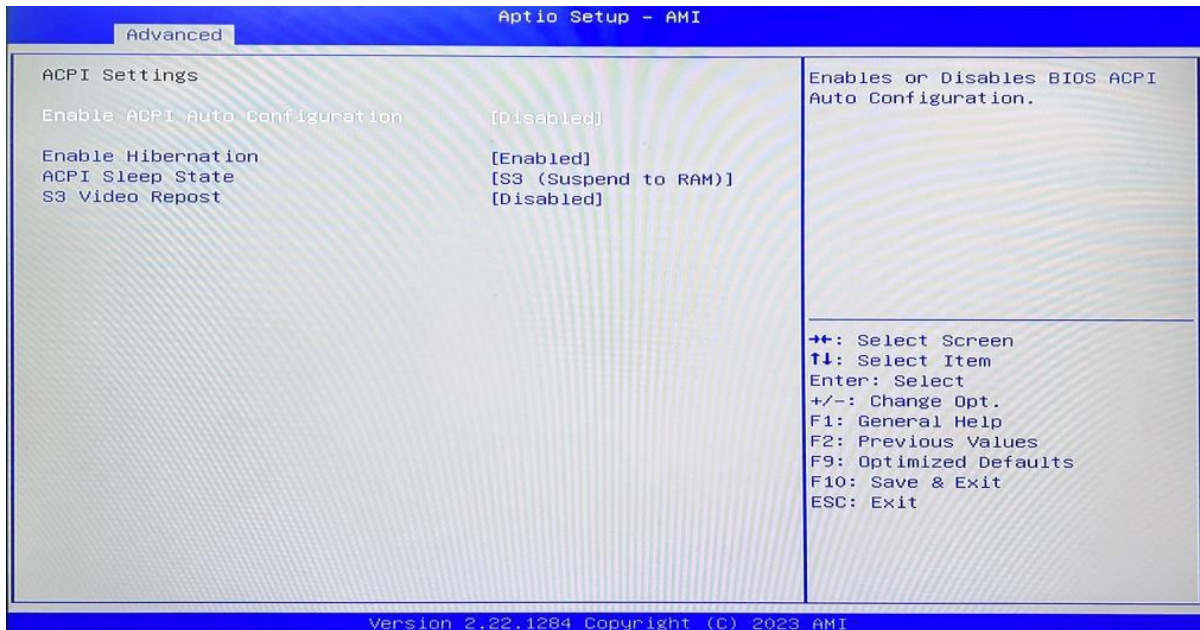 Aptio Setup – AMI
Advanced
ACPI Settings
Enable ACPI Auto Configuration [Disabled]
Enable Hibernation [Enabled]
ACPI Sleep State [S3 (Suspend to RAM)]
S3 Video Repost [Disabled]
Enables or Disables BIOS ACPI
Auto Configuration.
→←: Select Screen
↑↓: Select Item
Enter: Select
+/-: Change Opt.
F1: General Help
F2: Previous Values
F9: Optimized Defaults
F10: Save & Exit
ESC: Exit
Version 2.22.1284 Copyright (C) 2023 AMI